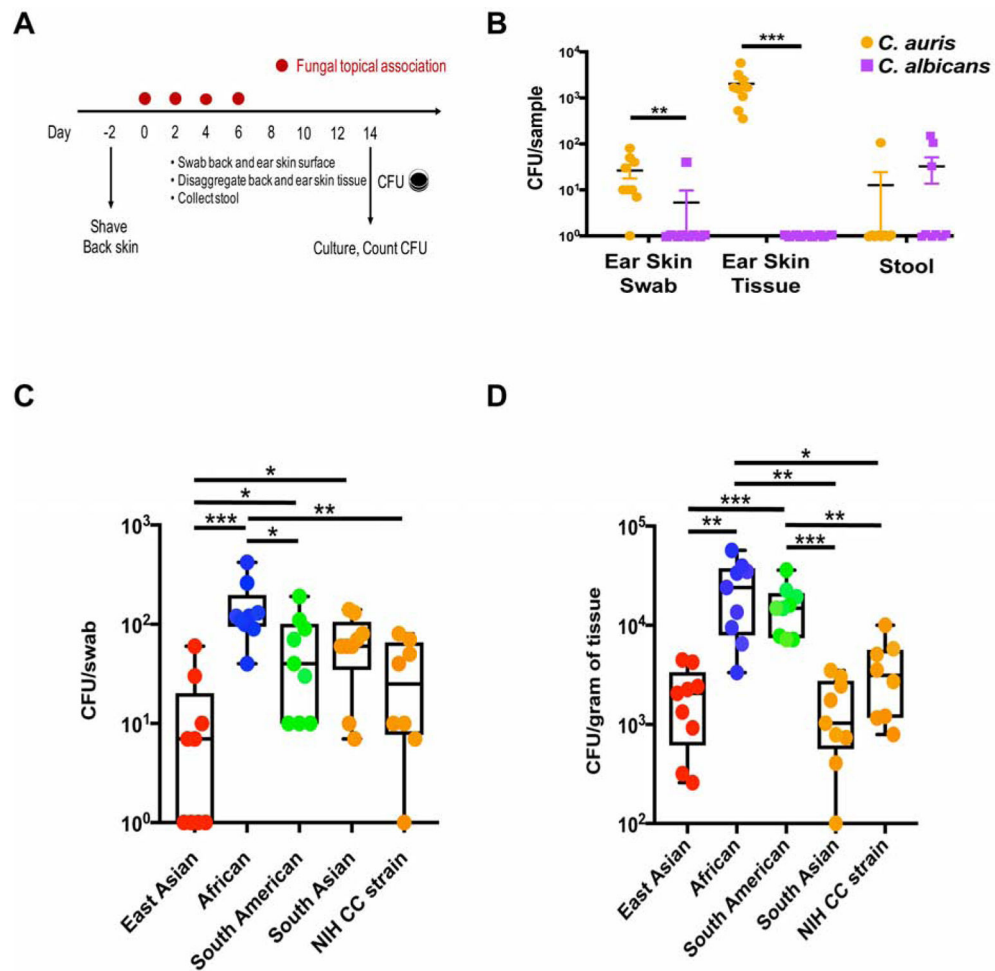 A
Fungal topical association
Day -2 0 2 4 6 8 10 12 14
• Swab back and ear skin surface
• Disaggregate back and ear skin tissue
• Collect stool
CFU
Shave
Back skin
Culture, Count CFU
B
C. auris
C. albicans
CFU/sample
10⁴
10³
10²
10¹
10⁰
**
***
Ear Skin
Swab
Ear Skin
Tissue
Stool
C
CFU/swab
10³
10²
10¹
10⁰
*
*
***
**
*
East Asian
African
South American
South Asian
NIH CC strain
D
CFU/gram of tissue
10⁵
10⁴
10³
10²
*
**
***
**
**
***
East Asian
African
South American
South Asian
NIH CC strain